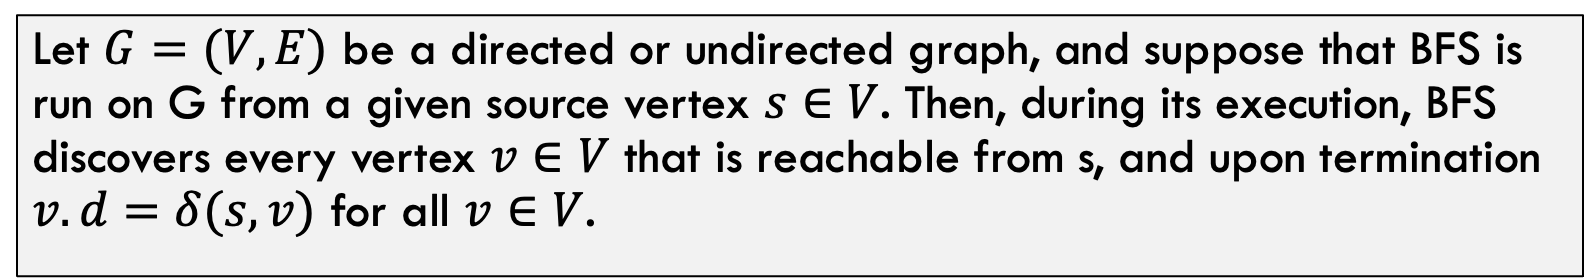 Let 𝐺 = (𝑉, 𝐸) be a directed or undirected graph, and suppose that BFS is
run on G from a given source vertex 𝑠 ∈ 𝑉. Then, during its execution, BFS
discovers every vertex 𝑣 ∈ 𝑉 that is reachable from s, and upon termination
𝑣. 𝑑 = 𝛿(𝑠, 𝑣) for all 𝑣 ∈ 𝑉.